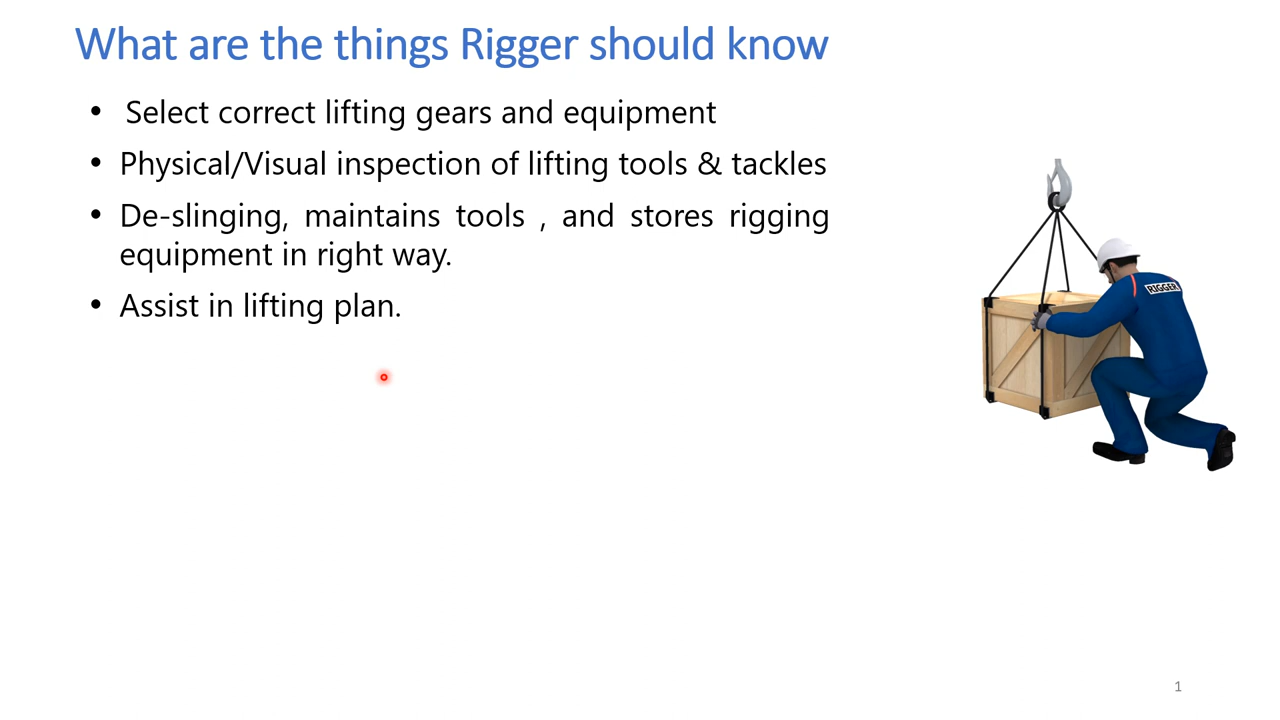 What are the things Rigger should know
• Select correct lifting gears and equipment
• Physical/Visual inspection of lifting tools & tackles
• De-slinging, maintains tools , and stores rigging
equipment in right way.
• Assist in lifting plan.
RIGGER
1